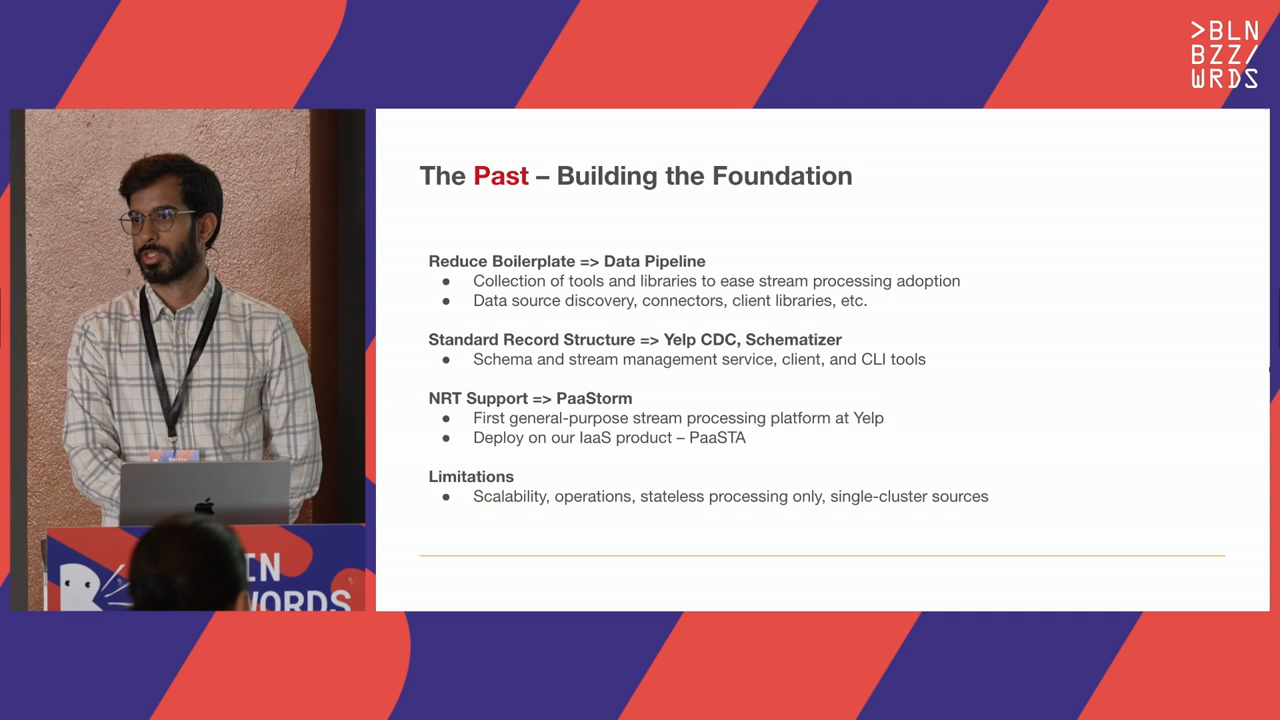 >BLN
BZZ/
WRDS
The Past – Building the Foundation
Reduce Boilerplate => Data Pipeline
● Collection of tools and libraries to ease stream processing adoption
● Data source discovery, connectors, client libraries, etc.
Standard Record Structure => Yelp CDC, Schematizer
● Schema and stream management service, client, and CLI tools
NRT Support => PaaStorm
● First general-purpose stream processing platform at Yelp
● Deploy on our IaaS product – PaaSTA
Limitations
● Scalability, operations, stateless processing only, single-cluster sources